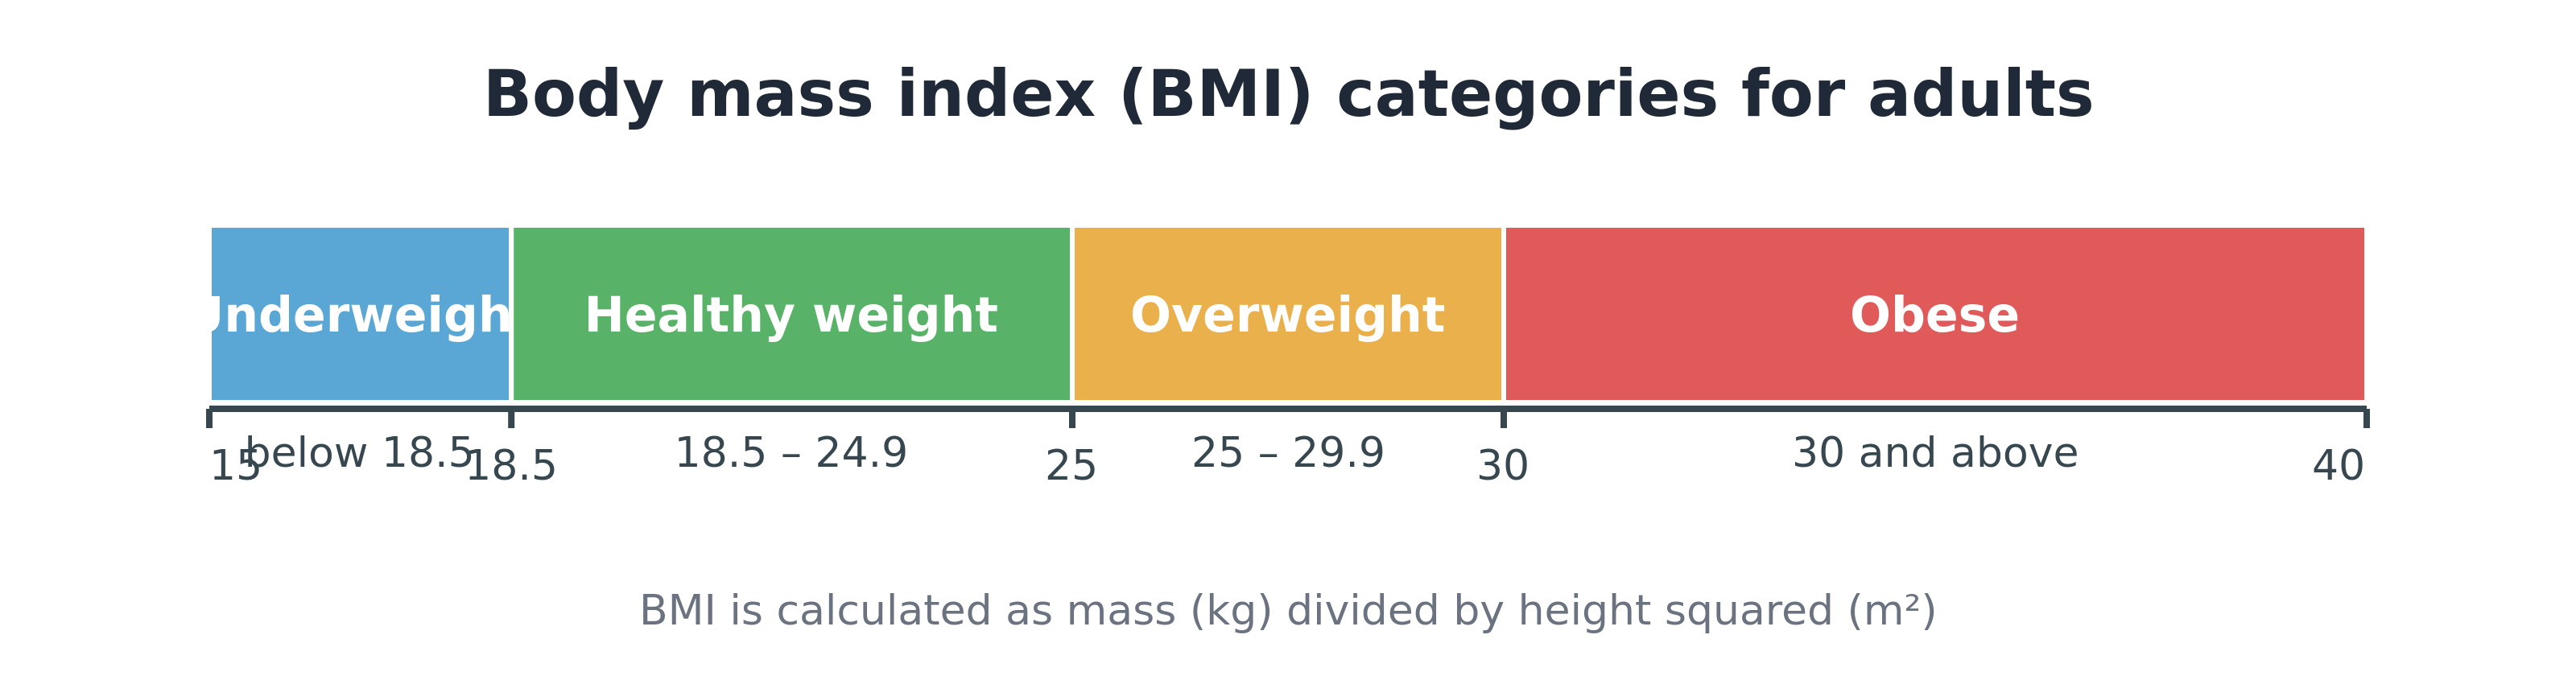 Body mass index (BMI) categories for adults
Underweight Healthy weight Overweight Obese
below 18.5 18.5 – 24.9 25 – 29.9 30 and above
15 18.5 25 30 40
BMI is calculated as mass (kg) divided by height squared (m²)